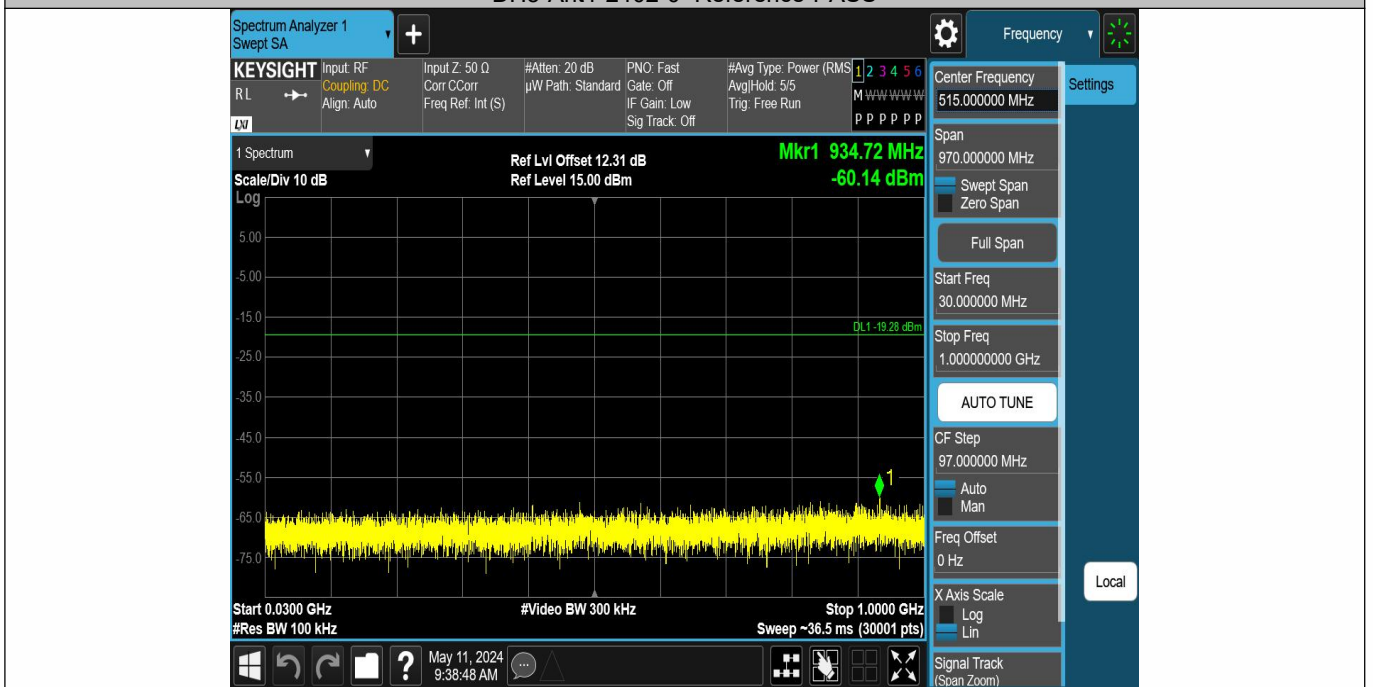 Spectrum Analyzer 1
Swept SA
Frequency
KEYSIGHT
RL
LXI
Input: RF
Coupling: DC
Align: Auto
Input Z: 50 Ω
Corr CCorr
Freq Ref: Int (S)
#Atten: 20 dB
µW Path: Standard
PNO: Fast
Gate: Off
IF Gain: Low
Sig Track: Off
#Avg Type: Power (RMS
Avg|Hold: 5/5
Trig: Free Run
1 2 3 4 5 6
M W W W W W
P P P P P P
1 Spectrum
Scale/Div 10 dB
Ref Lvl Offset 12.31 dB
Ref Level 15.00 dBm
Mkr1 934.72 MHz
-60.14 dBm
Log
5.00
-5.00
-15.0
DL1 -19.28 dBm
-25.0
-35.0
-45.0
-55.0
1
-65.0
-75.0
Start 0.0300 GHz
#Res BW 100 kHz
#Video BW 300 kHz
Stop 1.0000 GHz
Sweep ~36.5 ms (30001 pts)
Center Frequency
515.000000 MHz
Settings
Span
970.000000 MHz
Swept Span
Zero Span
Full Span
Start Freq
30.000000 MHz
Stop Freq
1.000000000 GHz
AUTO TUNE
CF Step
97.000000 MHz
Auto
Man
Freq Offset
0 Hz
Local
X Axis Scale
Log
Lin
Signal Track
(Span Zoom)
?
May 11, 2024
9:38:48 AM